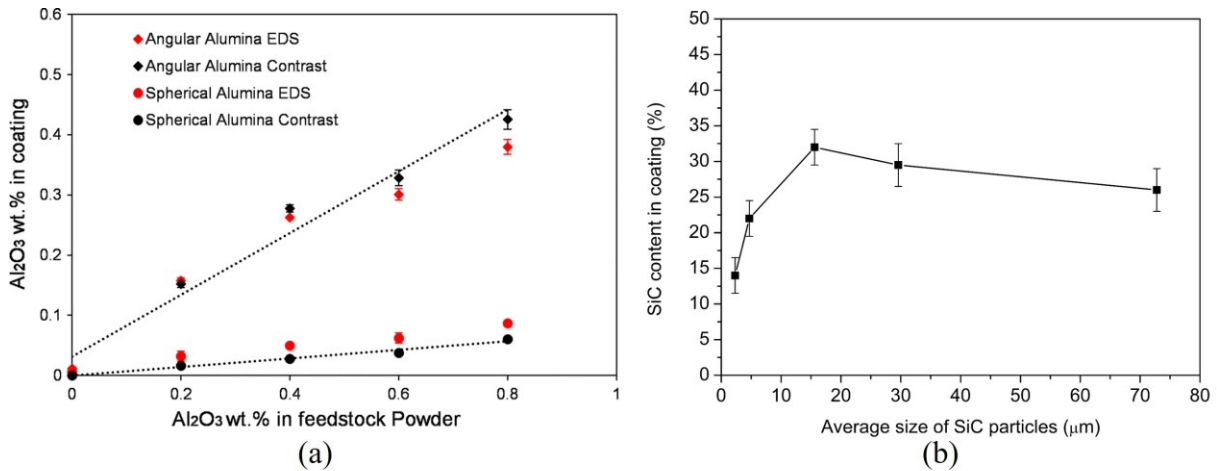 0.6
0.5
0.4
0.3
0.2
0.1
0
Al₂O₃ wt.% in coating
Angular Alumina EDS
Angular Alumina Contrast
Spherical Alumina EDS
Spherical Alumina Contrast
0 0.2 0.4 0.6 0.8 1
Al₂O₃ wt.% in feedstock Powder
(a)
50
45
40
35
30
25
20
15
10
5
0
SiC content in coating (%)
0 10 20 30 40 50 60 70 80
Average size of SiC particles (μm)
(b)